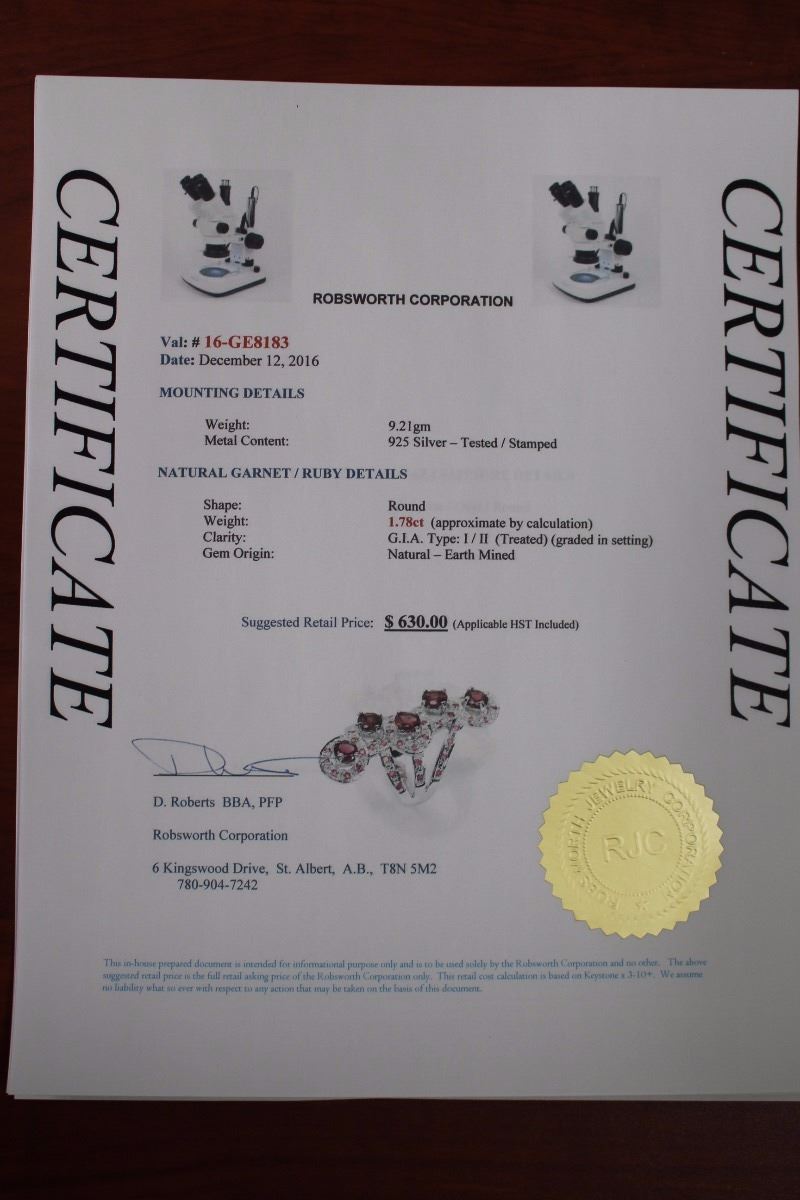 CERTIFICATE
CERTIFICATE
ROBSWORTH CORPORATION
Val: # 16-GE8183
Date: December 12, 2016
MOUNTING DETAILS
Weight: 9.21gm
Metal Content: 925 Silver – Tested / Stamped
NATURAL GARNET / RUBY DETAILS
Shape: Round
Weight: 1.78ct (approximate by calculation)
Clarity: G.I.A. Type: I / II (Treated) (graded in setting)
Gem Origin: Natural – Earth Mined
Suggested Retail Price: $ 630.00 (Applicable HST Included)
D. Roberts BBA, PFP
Robsworth Corporation
6 Kingswood Drive, St. Albert, A.B., T8N 5M2
780-904-7242
JEWELRY CORPORATION
RJC
This in-house prepared document is intended for informational purpose only and is to be used solely by the Robsworth Corporation and no other. The above
suggested retail price is the full retail asking price of the Robsworth Corporation only. This retail cost calculation is based on Keystone x 3-10+. We assume
no liability what so ever with respect to any action that may be taken on the basis of this document.